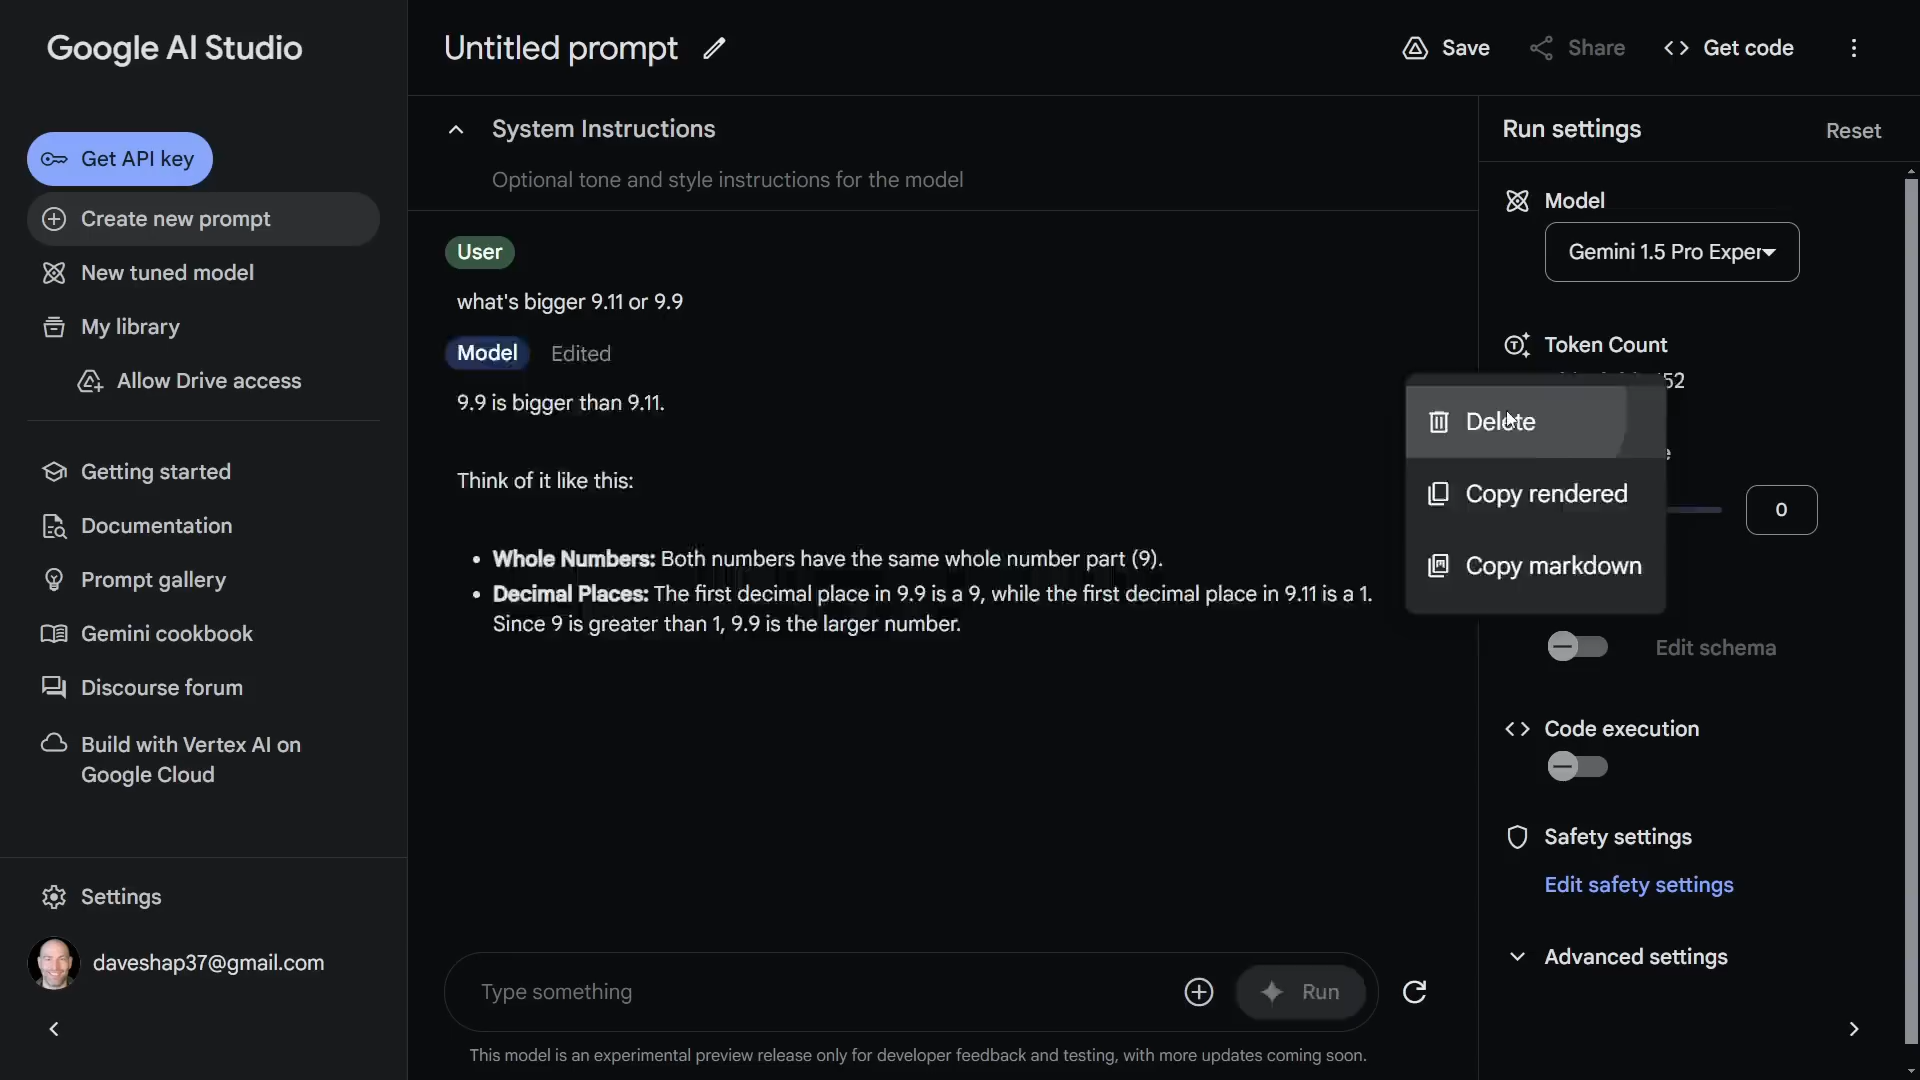 Google AI Studio
Get API key
Create new prompt
New tuned model
My library
Allow Drive access
Getting started
Documentation
Prompt gallery
Gemini cookbook
Discourse forum
Build with Vertex AI on
Google Cloud
Settings
daveshap37@gmail.com
Untitled prompt
Save
Share
Get code
System Instructions
Optional tone and style instructions for the model
User
what's bigger 9.11 or 9.9
Model Edited
9.9 is bigger than 9.11.
Think of it like this:
• Whole Numbers: Both numbers have the same whole number part (9).
• Decimal Places: The first decimal place in 9.9 is a 9, while the first decimal place in 9.11 is a 1.
Since 9 is greater than 1, 9.9 is the larger number.
Type something
Run
This model is an experimental preview release only for developer feedback and testing, with more updates coming soon.
Run settings
Reset
Model
Gemini 1.5 Pro Exper
Token Count
Delete
Copy rendered
Copy markdown
0
Edit schema
Code execution
Safety settings
Edit safety settings
Advanced settings